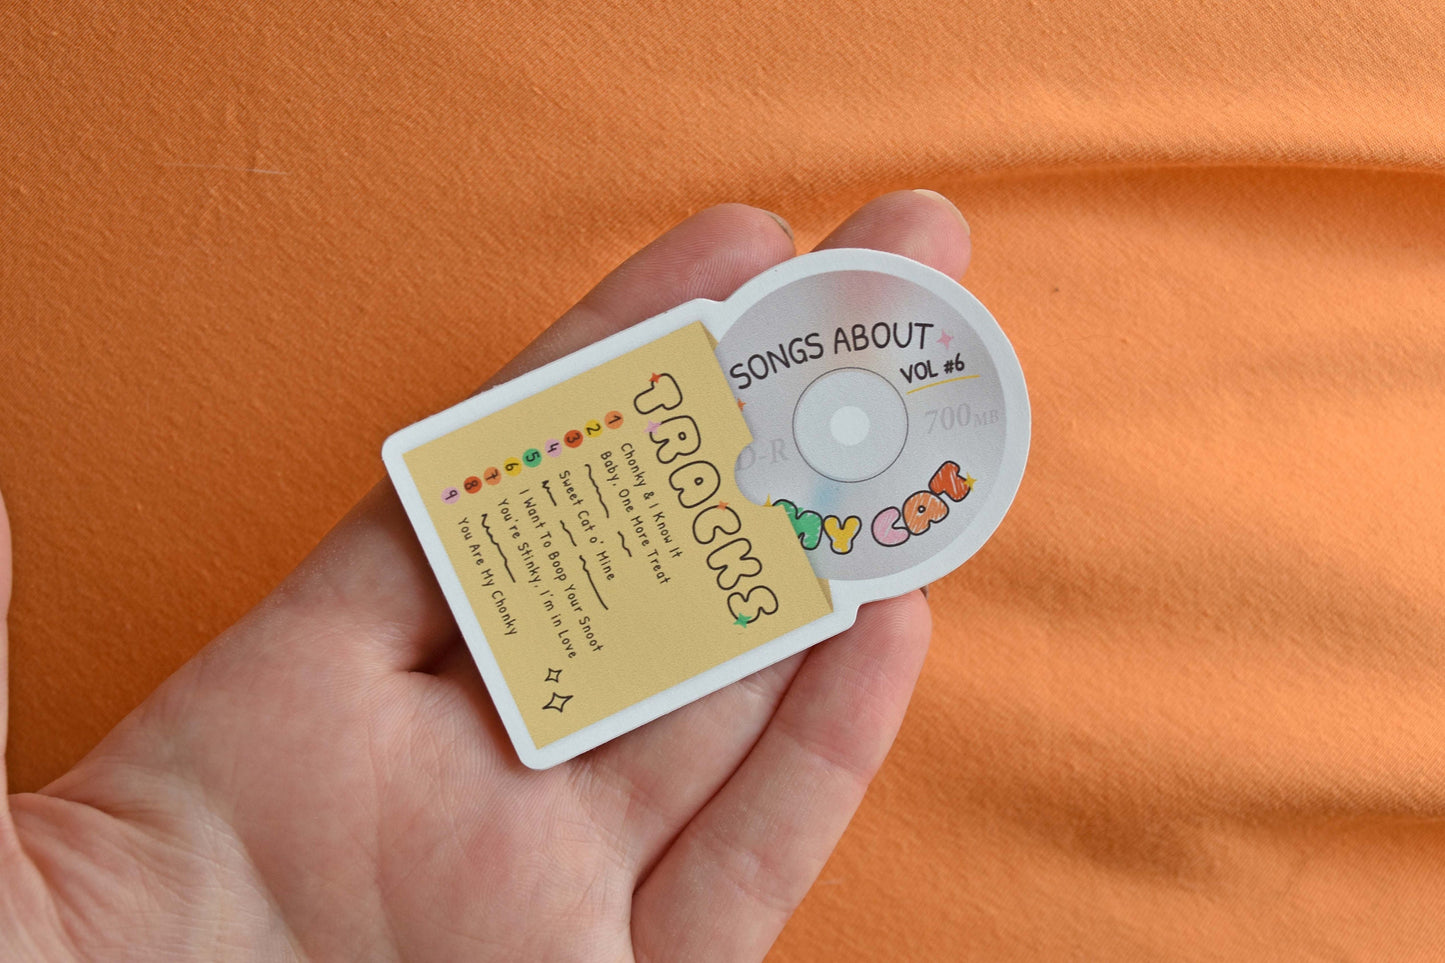 SONGS ABOUT
VOL #6
D-R
700MB
MY CAT
TRACKS
1 Chonky & I Know It
2 Baby, One More Treat
3
4 Sweet Cat o' Mine
5
6 I Want To Boop Your Snoot
7 You're Stinky, I'm in Love
8
9 You Are My Chonky